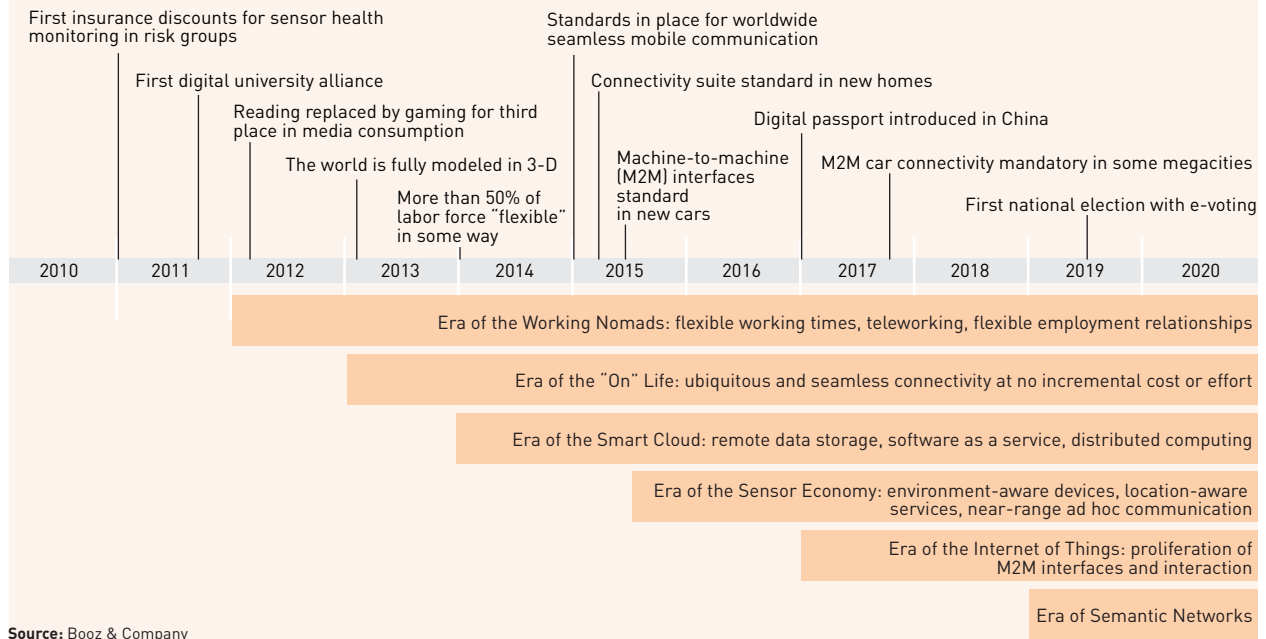 First insurance discounts for sensor health
monitoring in risk groups
Standards in place for worldwide
seamless mobile communication
First digital university alliance
Connectivity suite standard in new homes
Reading replaced by gaming for third
place in media consumption
Digital passport introduced in China
The world is fully modeled in 3-D
Machine-to-machine
(M2M) interfaces
standard
in new cars
M2M car connectivity mandatory in some megacities
More than 50% of
labor force “flexible”
in some way
First national election with e-voting
2010 2011 2012 2013 2014 2015 2016 2017 2018 2019 2020
Era of the Working Nomads: flexible working times, teleworking, flexible employment relationships
Era of the “On” Life: ubiquitous and seamless connectivity at no incremental cost or effort
Era of the Smart Cloud: remote data storage, software as a service, distributed computing
Era of the Sensor Economy: environment-aware devices, location-aware
services, near-range ad hoc communication
Era of the Internet of Things: proliferation of
M2M interfaces and interaction
Era of Semantic Networks
Source: Booz & Company